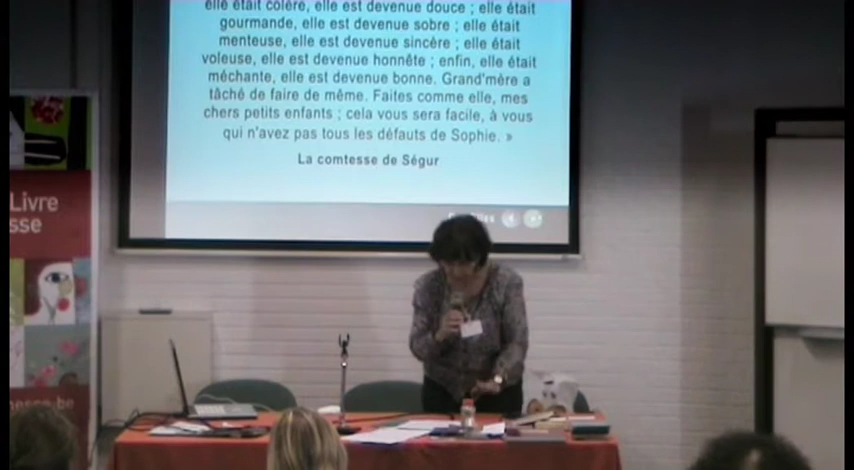 elle était colère, elle est devenue douce ; elle était
gourmande, elle est devenue sobre ; elle était
menteuse, elle est devenue sincère ; elle était
voleuse, elle est devenue honnête ; enfin, elle était
méchante, elle est devenue bonne. Grand'mère a
tâché de faire de même. Faites comme elle, mes
chers petits enfants ; cela vous sera facile, à vous
qui n'avez pas tous les défauts de Sophie. »
La comtesse de Ségur
Livre
sse